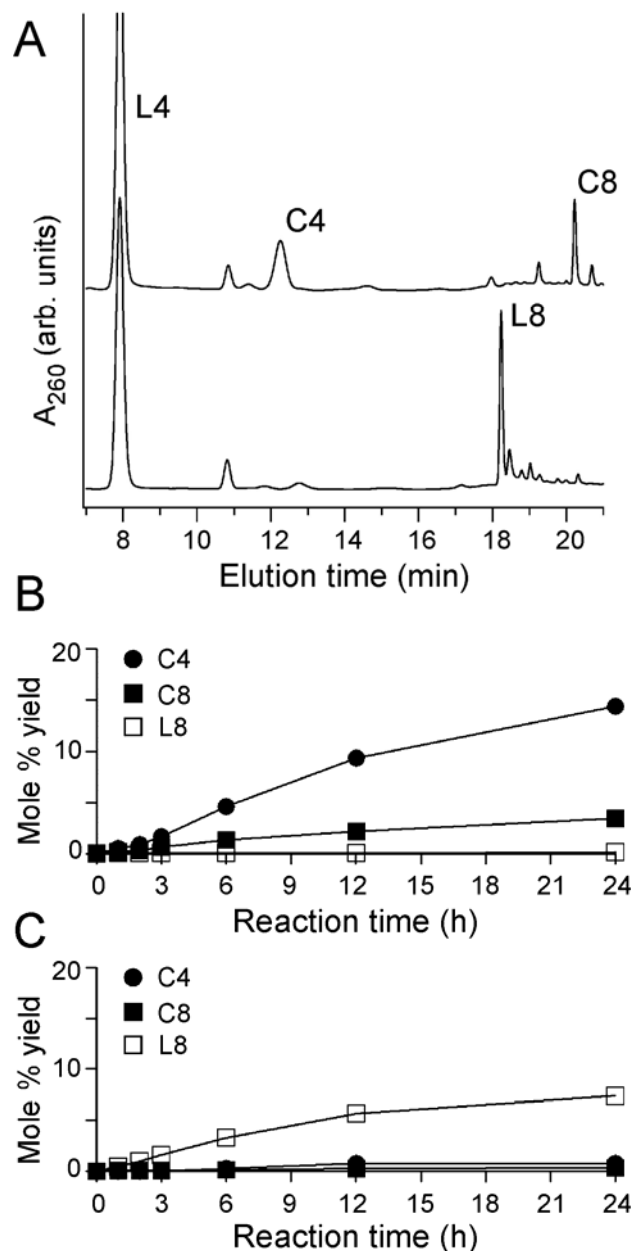 A
L4
C4
C8
L8
A260 (arb. units)
8 10 12 14 16 18 20
Elution time (min)
B
20
10
0
Mole % yield
C4
C8
L8
0 3 6 9 12 15 18 21 24
Reaction time (h)
C
20
10
0
Mole % yield
C4
C8
L8
0 3 6 9 12 15 18 21 24
Reaction time (h)